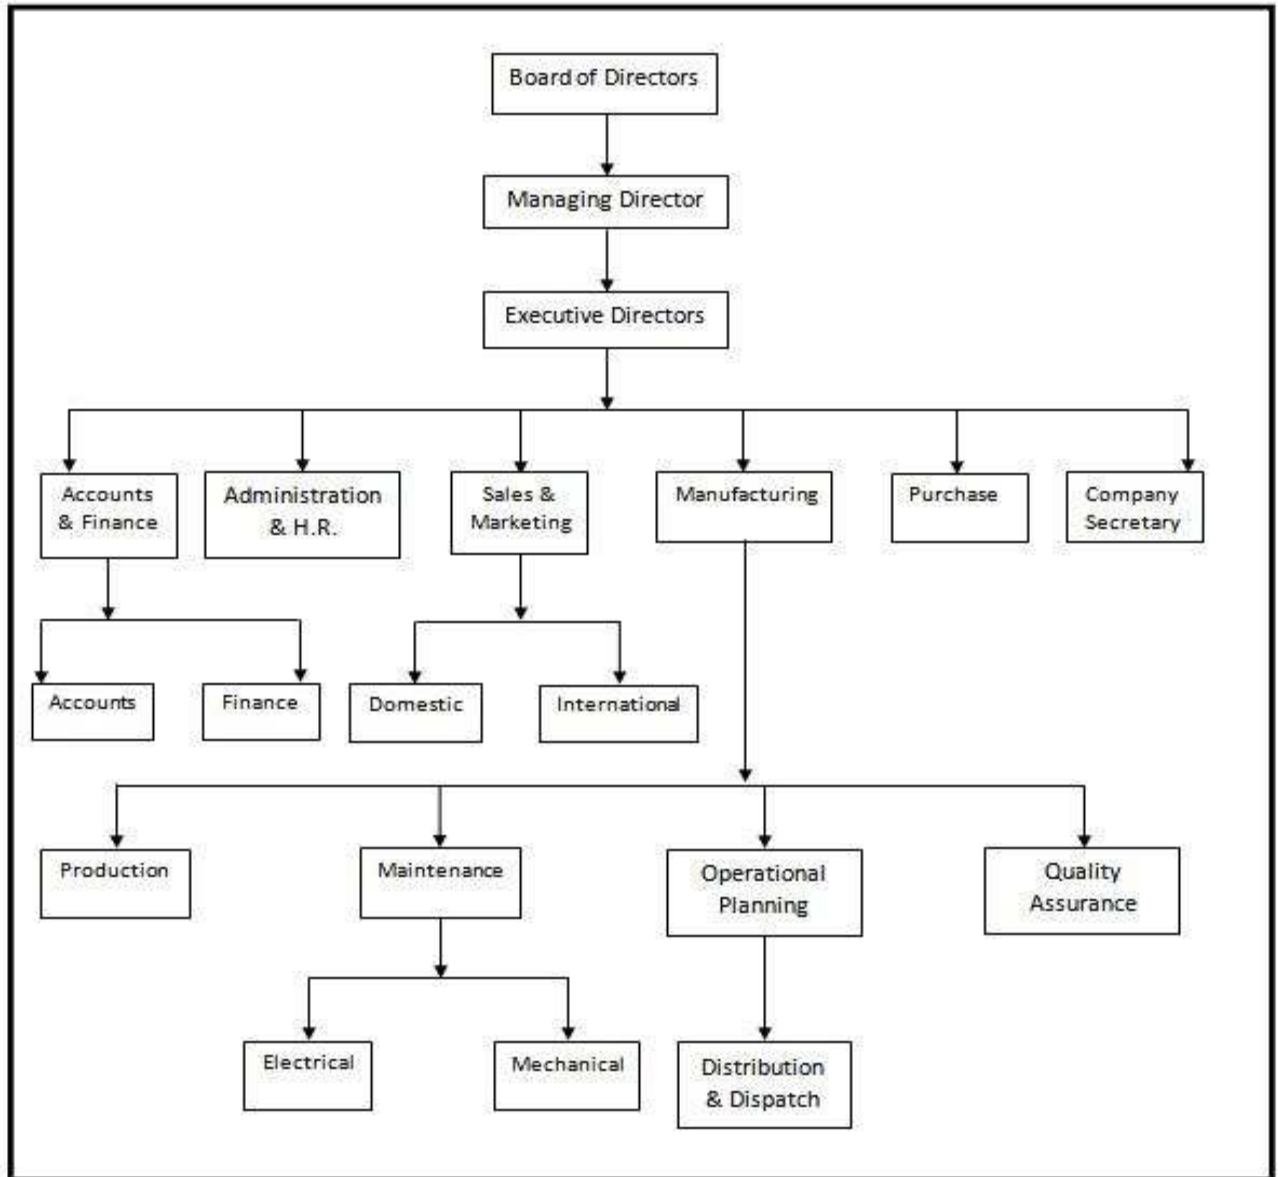 Board of Directors
Managing Director
Executive Directors
Accounts
& Finance
Administration
& H.R.
Sales &
Marketing
Manufacturing
Purchase
Company
Secretary
Accounts
Finance
Domestic
International
Production
Maintenance
Operational
Planning
Quality
Assurance
Electrical
Mechanical
Distribution
& Dispatch